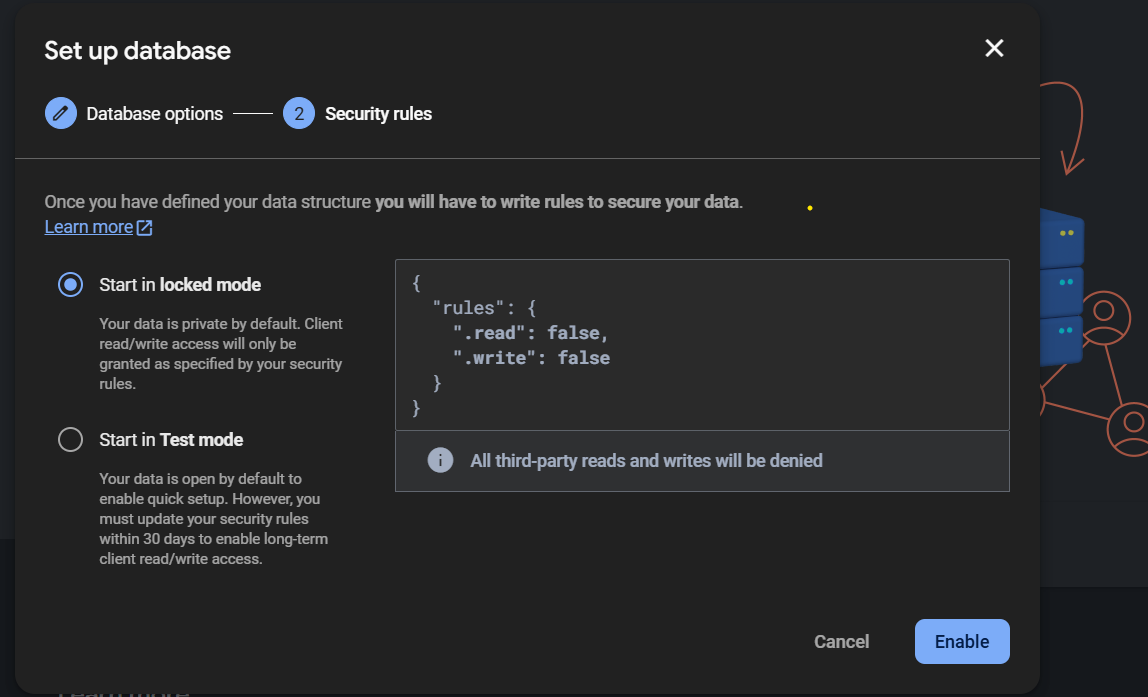 Set up database
Database options
2
Security rules
Once you have defined your data structure you will have to write rules to secure your data.
Learn more
Start in locked mode
Your data is private by default. Client
read/write access will only be
granted as specified by your security
rules.
{
"rules": {
".read": false,
".write": false
}
}
All third-party reads and writes will be denied
Start in Test mode
Your data is open by default to
enable quick setup. However, you
must update your security rules
within 30 days to enable long-term
client read/write access.
Cancel
Enable